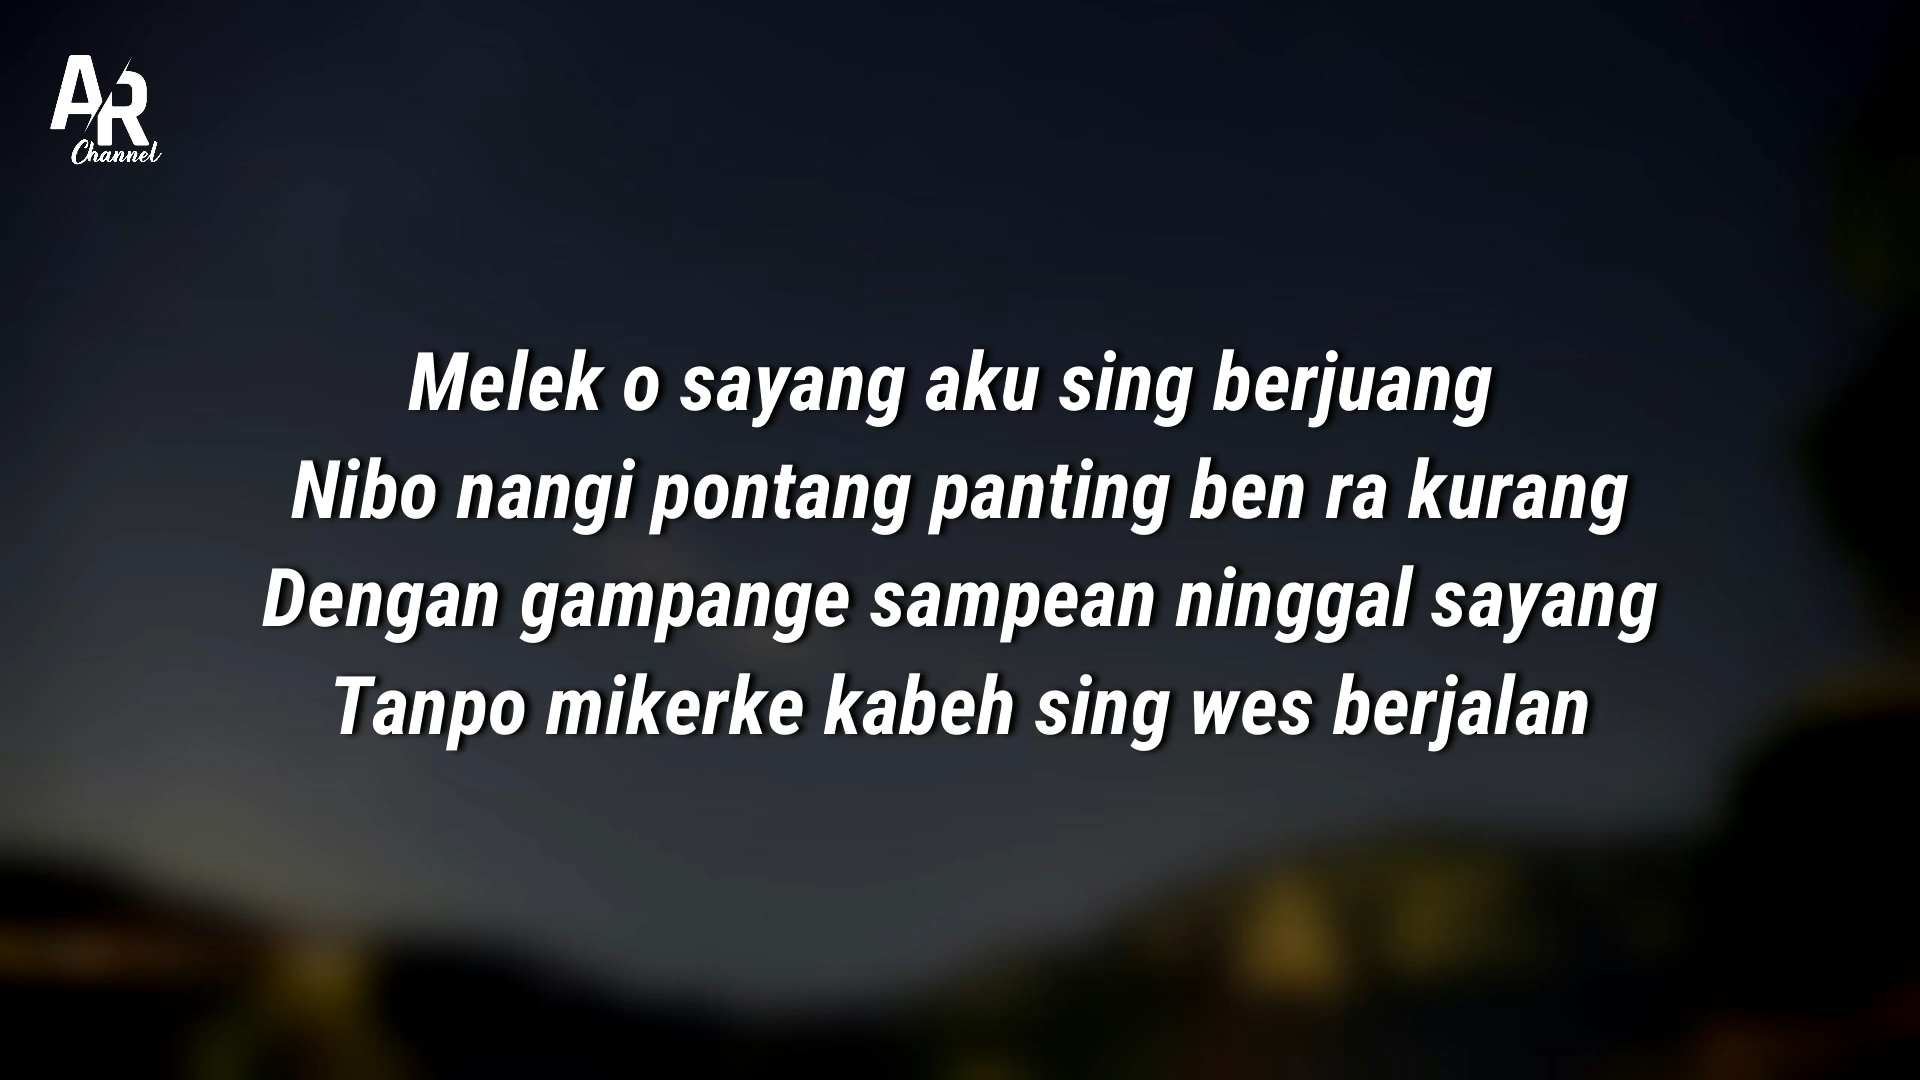 AR
Channel
Melek o sayang aku sing berjuang
Nibo nangi pontang panting ben ra kurang
Dengan gampange sampean ninggal sayang
Tanpo mikerke kabeh sing wes berjalan